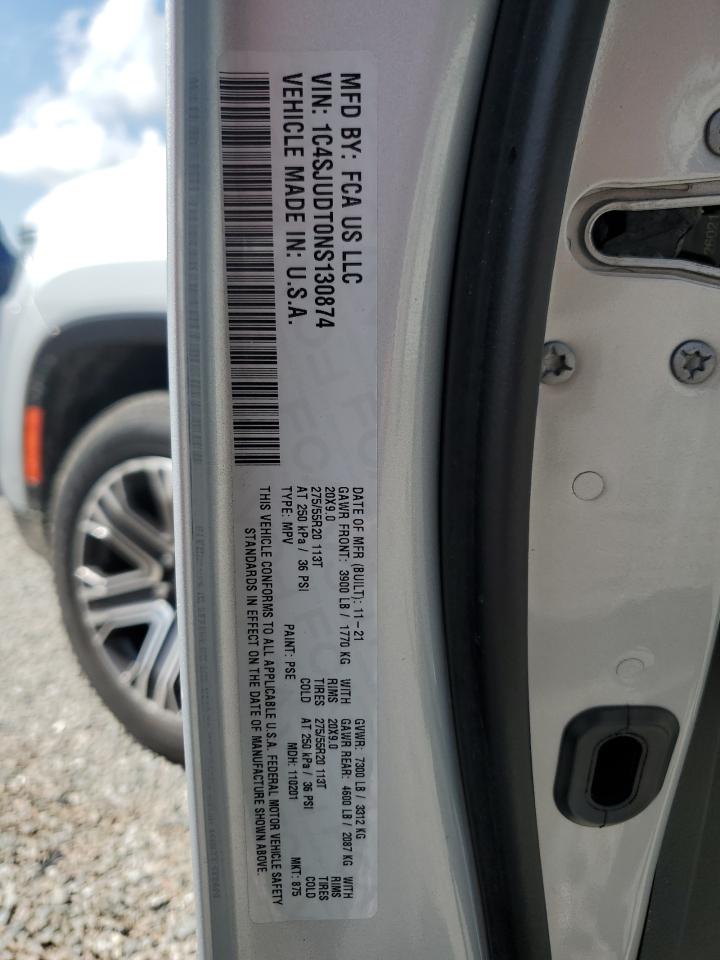 MFD BY: FCA US LLC
VIN: 1C4SJUDT0NS130874
VEHICLE MADE IN: U.S.A.
DATE OF MFR (BUILT): 11-21 GVWR: 7300 LB / 3312 KG
GAWR FRONT: 3900 LB / 1770 KG WITH GAWR REAR: 4600 LB / 2087 KG WITH
20X9.0 RIMS 20X9.0 RIMS
275/55R20 113T TIRES 275/55R20 113T TIRES
AT 250 kPa / 36 PSI COLD AT 250 kPa / 36 PSI COLD
TYPE: MPV PAINT: PSE MDH: 110201 MKT: 875
THIS VEHICLE CONFORMS TO ALL APPLICABLE U.S.A. FEDERAL MOTOR VEHICLE SAFETY
STANDARDS IN EFFECT ON THE DATE OF MANUFACTURE SHOWN ABOVE.